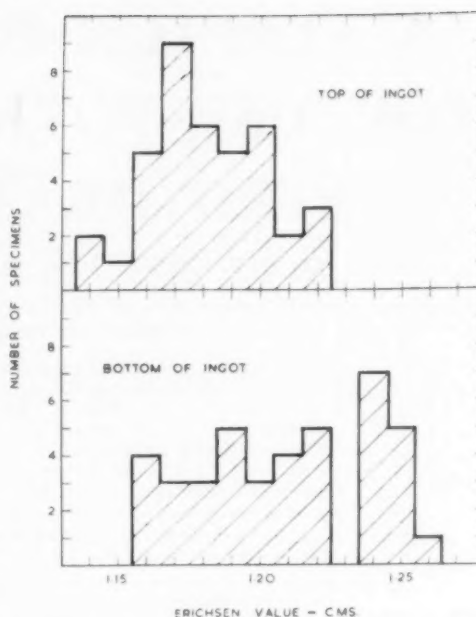 8
TOP OF INGOT
6
4
2
NUMBER OF SPECIMENS
BOTTOM OF INGOT
8
6
4
2
0
1.15 1.20 1.25
ERICHSEN VALUE - CMS.